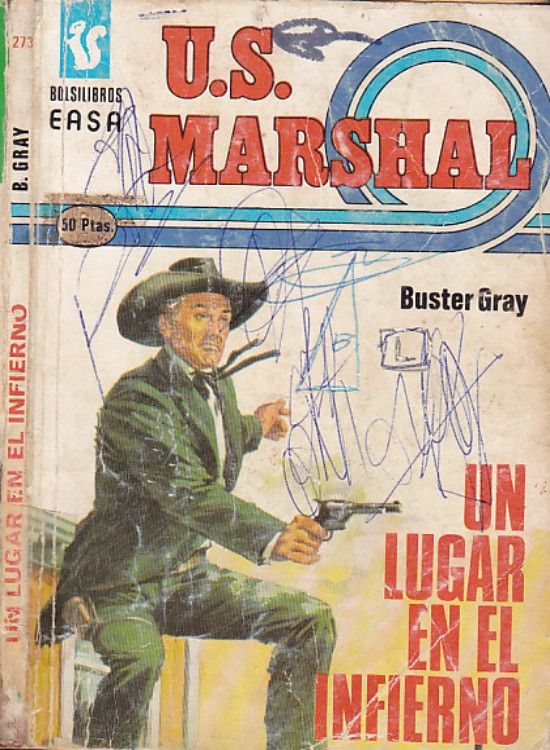 273
B. GRAY
UN LUGAR EN EL INFIERNO
BOLSILIBROS
EASA
U.S.
MARSHAL
50 Ptas.
Buster Gray
L
UN
LUGAR
EN EL
INFIERNO